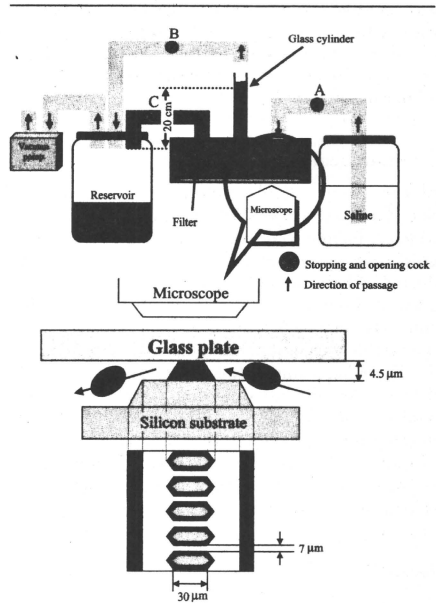 B
Glass cylinder
A
C
20 cm
Reservoir
Filter
Microscope
Saline
Stopping and opening cock
Direction of passage
Microscope
Glass plate
4.5 μm
Silicon substrate
7 μm
30 μm